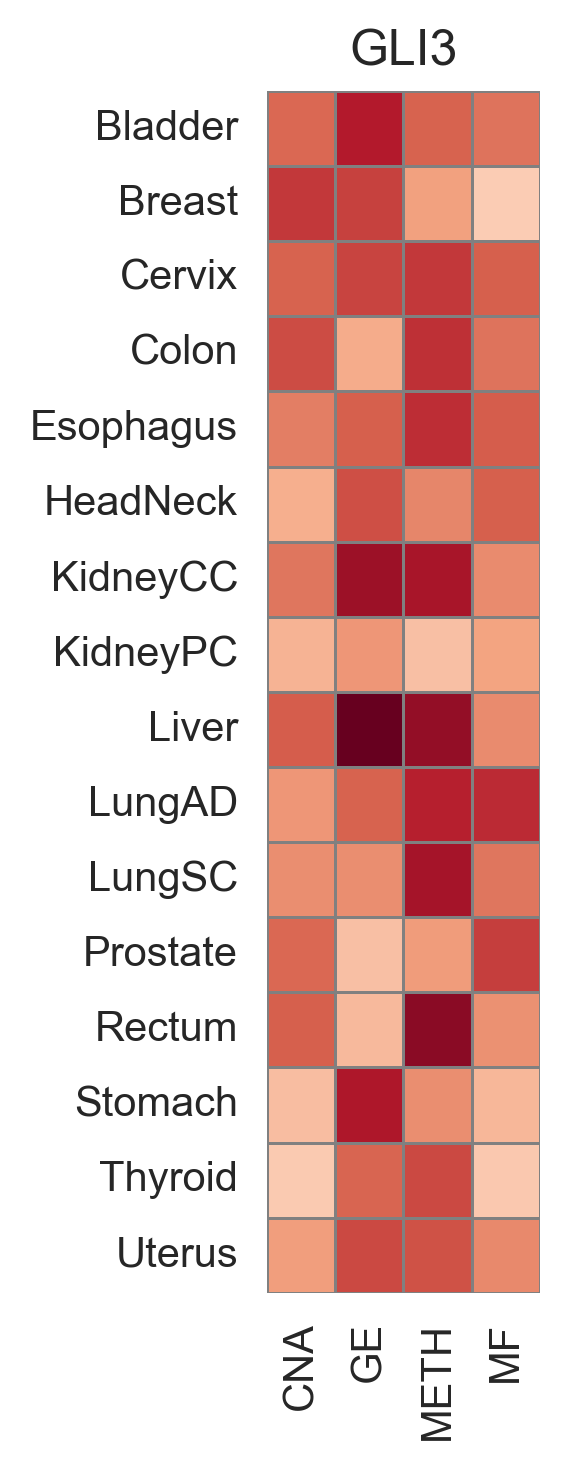 GLI3
Bladder
Breast
Cervix
Colon
Esophagus
HeadNeck
KidneyCC
KidneyPC
Liver
LungAD
LungSC
Prostate
Rectum
Stomach
Thyroid
Uterus
CNA
GE
METH
MF